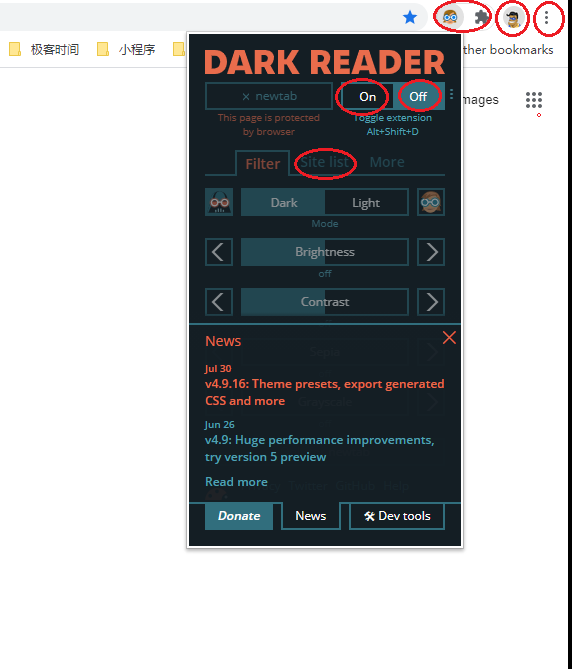 极客时间
小程序
ther bookmarks
mages
DARK READER
× newtab
On
Off
This page is protected
by browser
Toggle extension
Alt+Shift+D
Filter
Site list
More
Dark
Light
Mode
Brightness
off
Contrast
News
Jul 30
v4.9.16: Theme presets, export generated
CSS and more
Jun 26
v4.9: Huge performance improvements,
try version 5 preview
Read more
Donate
News
🛠 Dev tools